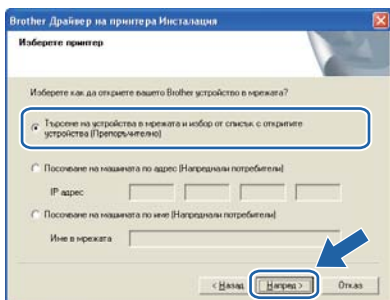 Brother Драйвер на принтера Инсталация
Изберете принтер
Изберете как да откриете вашето Brother устройство в мрежата?
Търсене на устройства в мрежата и избор от списък с откритите
устройства (Препоръчително)
Посочване на машината по адрес (Напреднали потребители)
IP адрес
Посочване на машината по име (Напреднали потребители)
Име в мрежата
< Назад
Напред >
Отказ